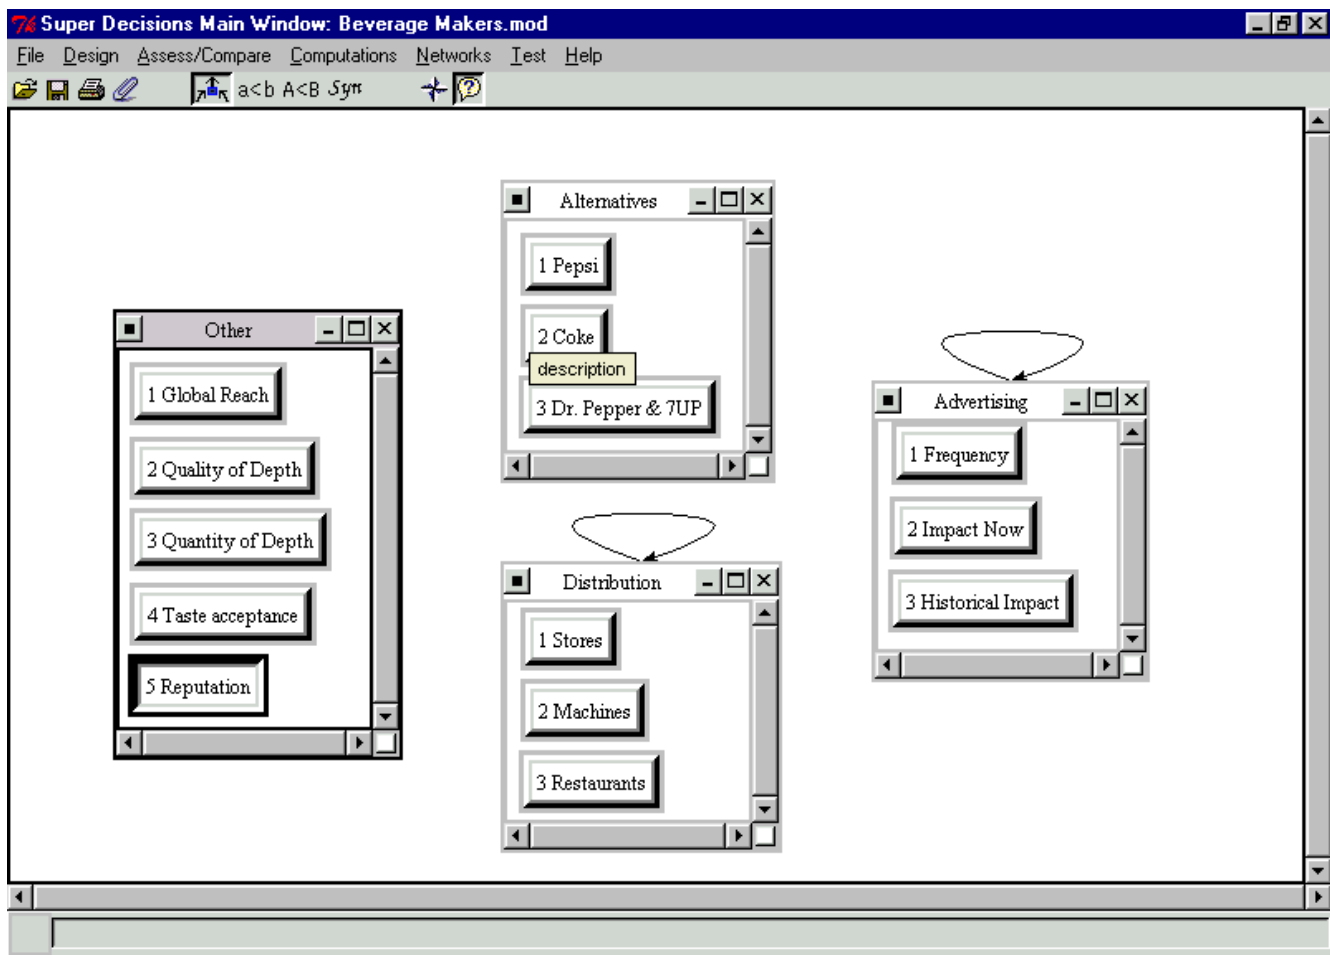 Super Decisions Main Window: Beverage Makers.mod
File Design Assess/Compare Computations Networks Test Help
a<b A<B Syn
Alternatives
1 Pepsi
2 Coke
description
3 Dr. Pepper & 7UP
Other
1 Global Reach
2 Quality of Depth
3 Quantity of Depth
4 Taste acceptance
5 Reputation
Advertising
1 Frequency
2 Impact Now
3 Historical Impact
Distribution
1 Stores
2 Machines
3 Restaurants